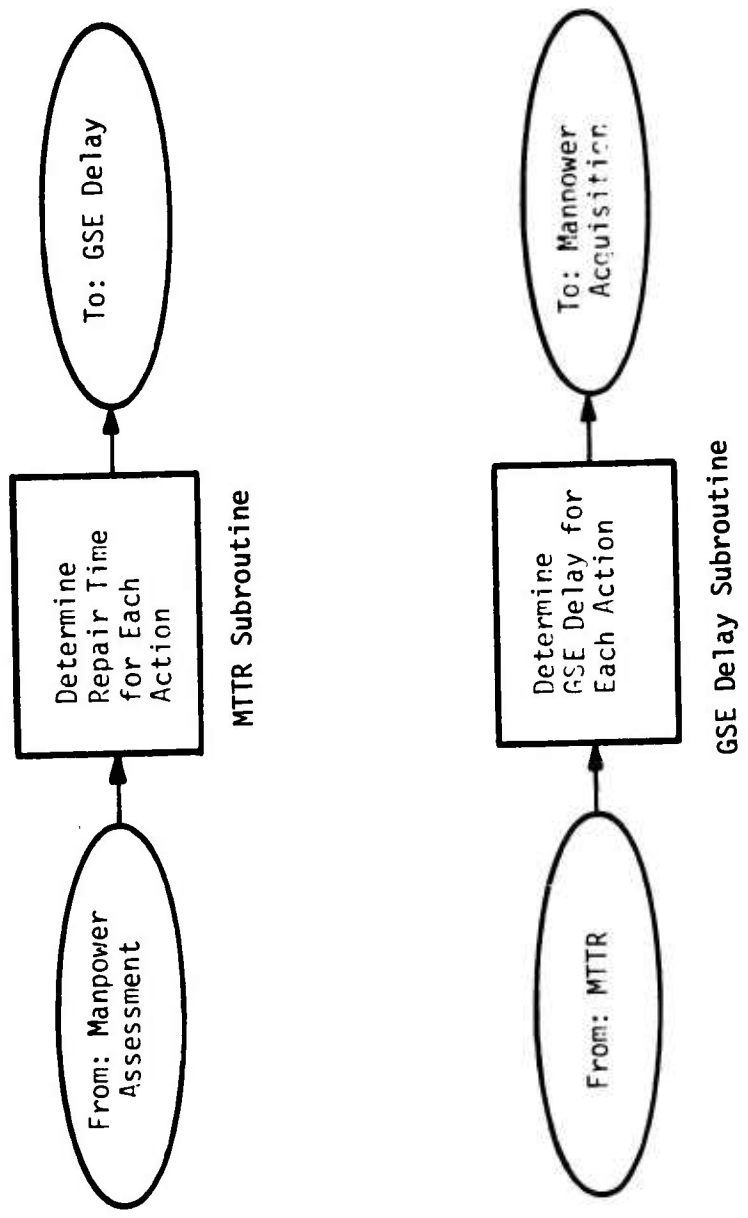 From: Manpower
Assessment
Determine
Repair Time
for Each
Action
To: GSE Delay
MTTR Subroutine
From: MTTR
Determine
GSE Delay for
Each Action
To: Manpower
Acquisition
GSE Delay Subroutine